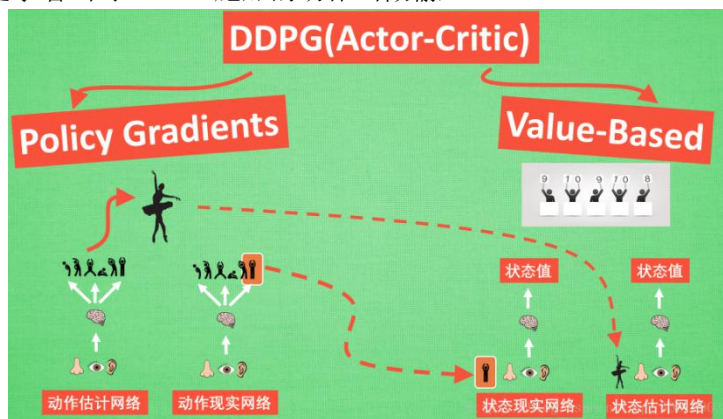 DDPG(Actor-Critic)
Policy Gradients
Value-Based
9 10 9 10 8
状态值
状态值
动作估计网络
动作现实网络
状态现实网络
状态估计网络